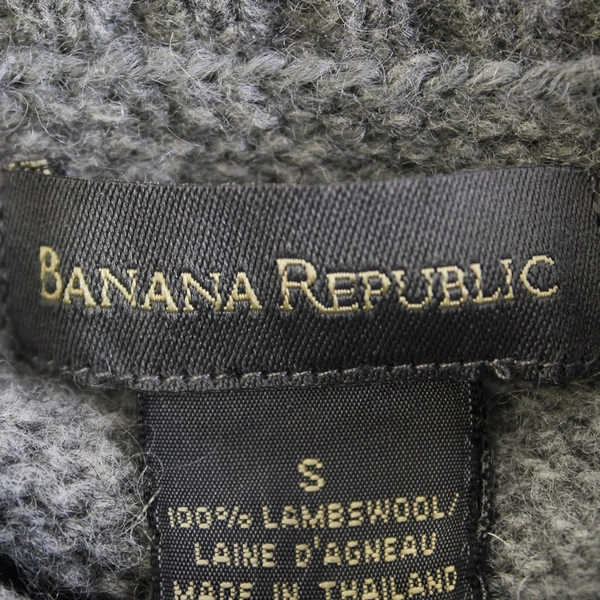 BANANA REPUBLIC
S
100% LAMBSWOOL/
LAINE D'AGNEAU
MADE IN THAILAND